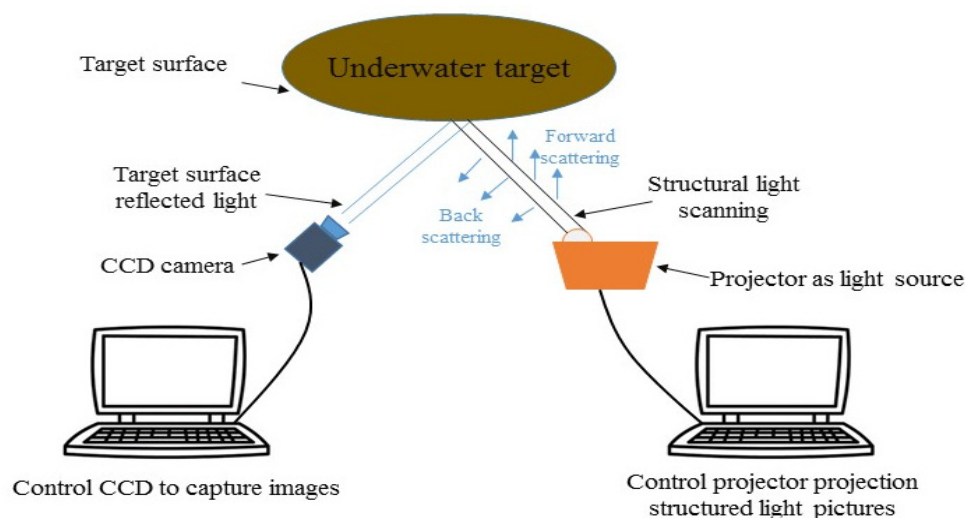 Underwater target
Target surface
Forward
scattering
Target surface
reflected light
Structural light
scanning
Back
scattering
CCD camera
Projector as light source
Control CCD to capture images
Control projector projection
structured light pictures